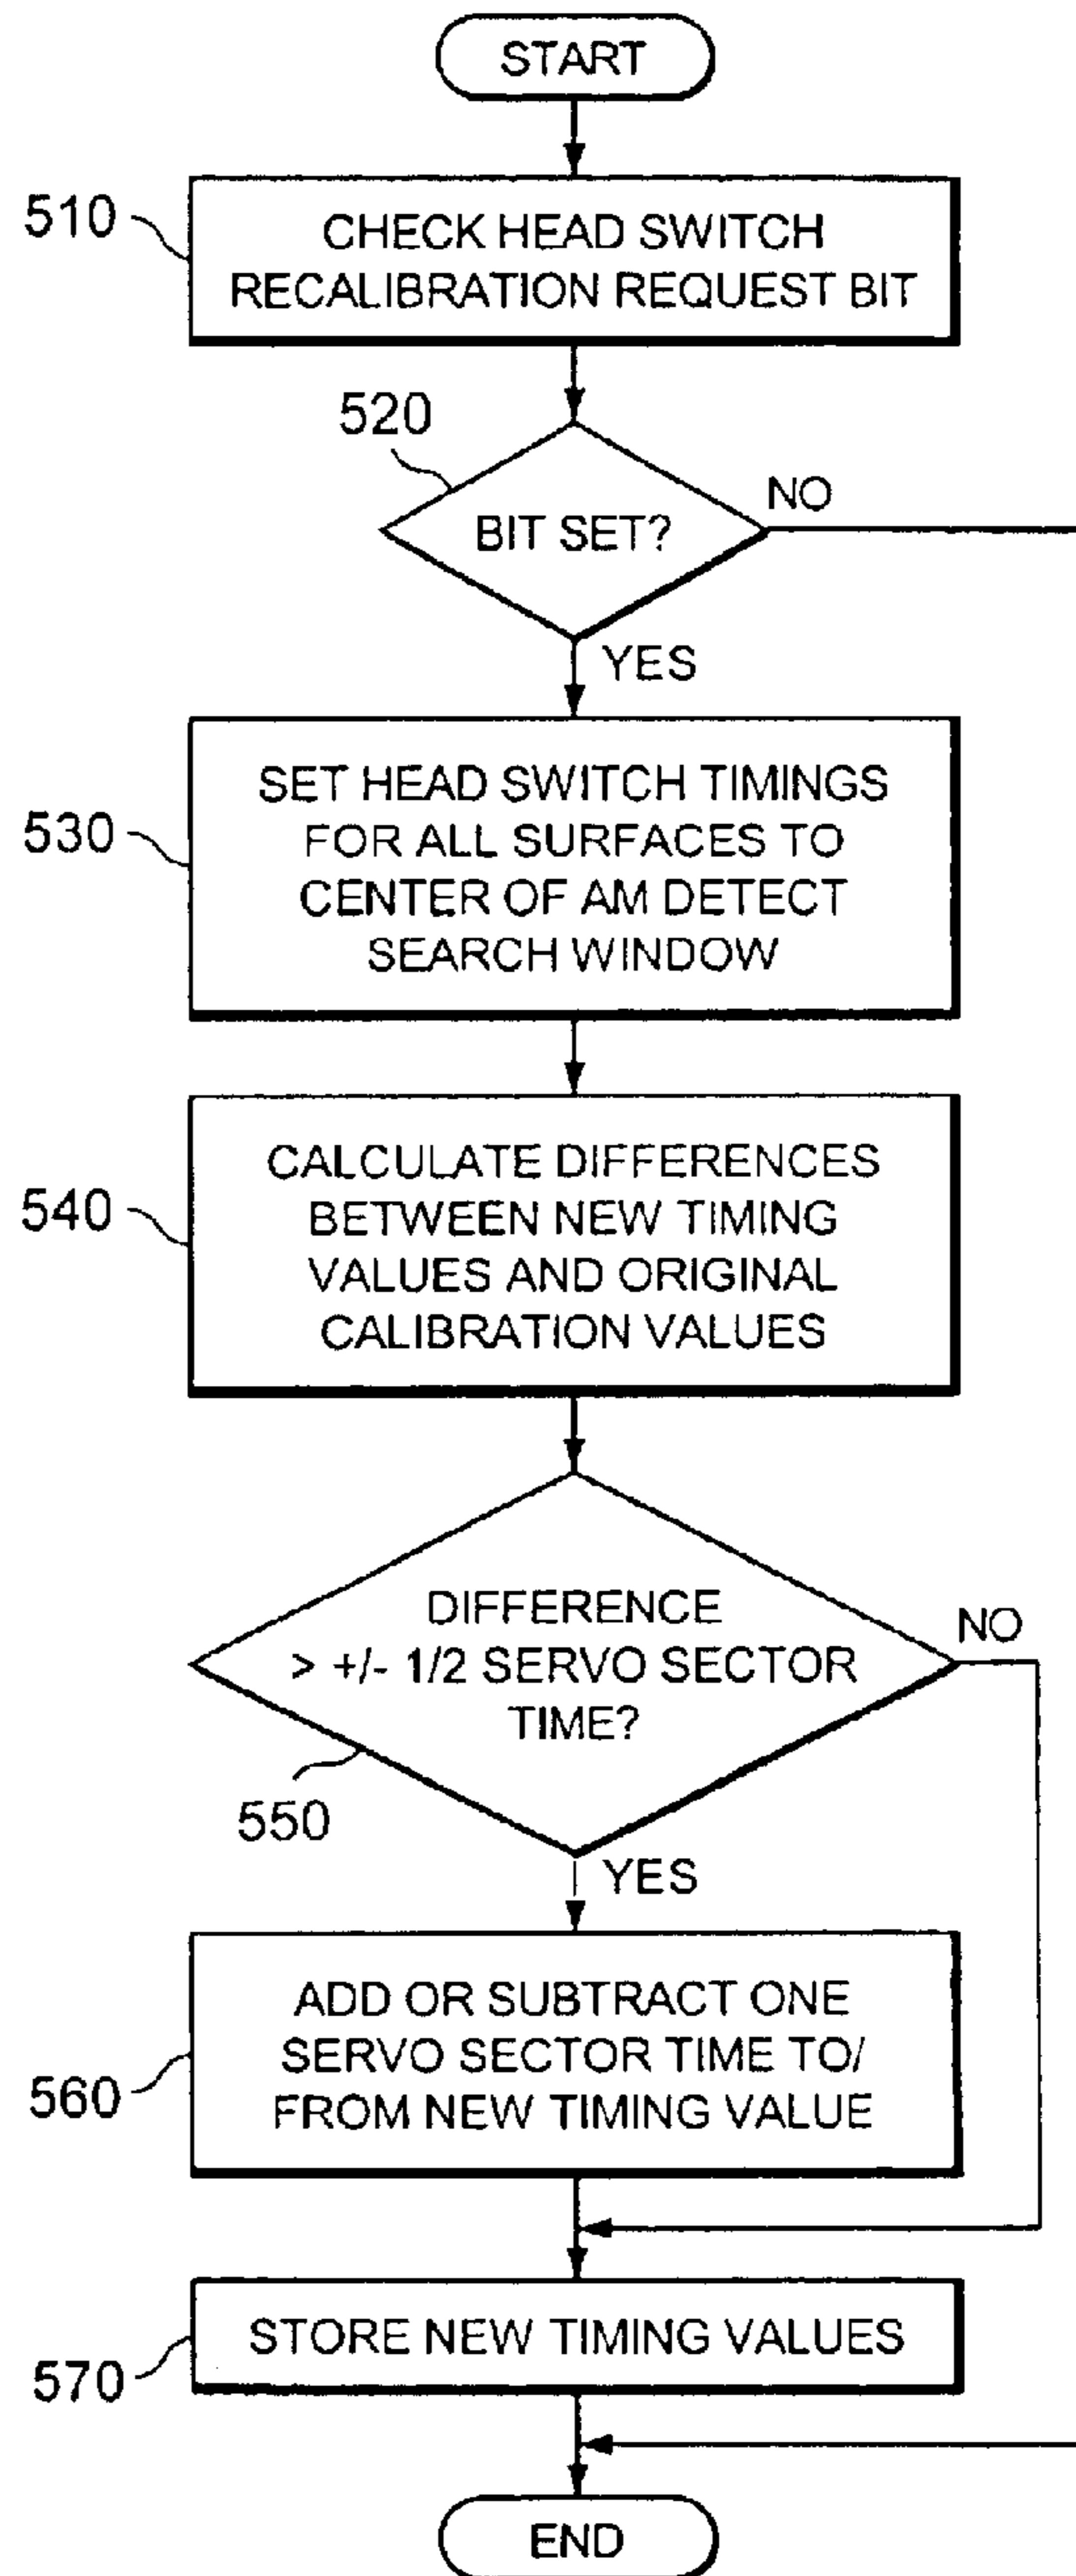 START
510
CHECK HEAD SWITCH
RECALIBRATION REQUEST BIT
520
BIT SET?
NO
YES
530
SET HEAD SWITCH TIMINGS
FOR ALL SURFACES TO
CENTER OF AM DETECT
SEARCH WINDOW
540
CALCULATE DIFFERENCES
BETWEEN NEW TIMING
VALUES AND ORIGINAL
CALIBRATION VALUES
DIFFERENCE
> +/- 1/2 SERVO SECTOR
TIME?
NO
550
YES
560
ADD OR SUBTRACT ONE
SERVO SECTOR TIME TO/
FROM NEW TIMING VALUE
570
STORE NEW TIMING VALUES
END